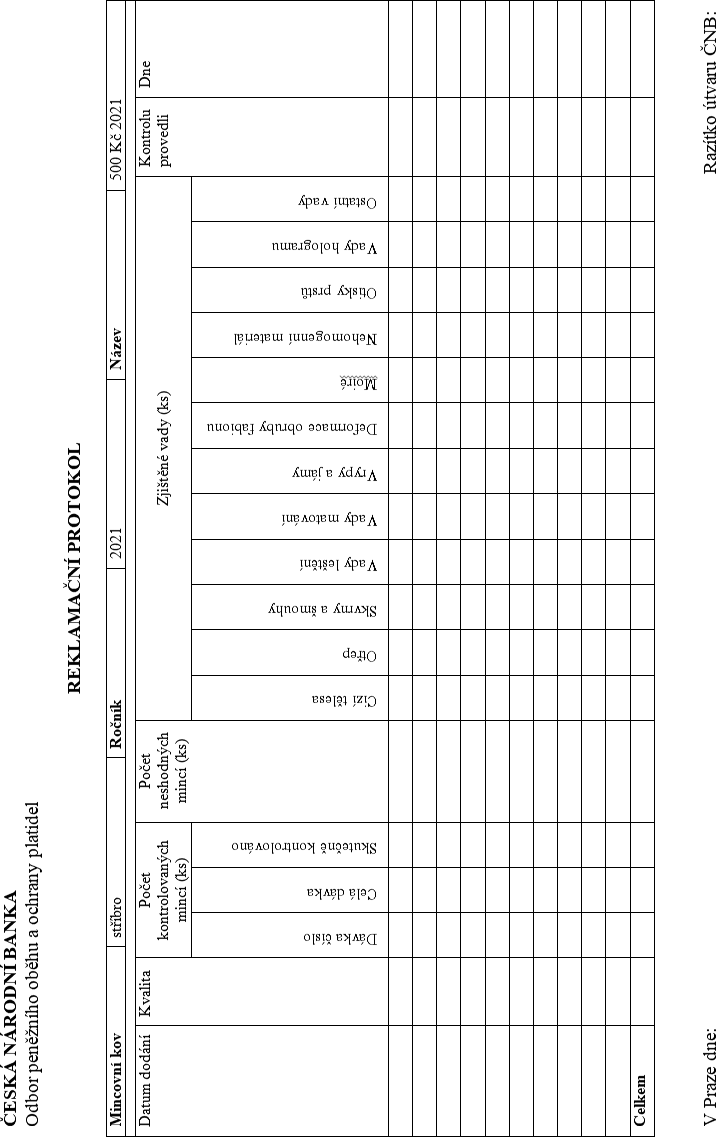 ČESKÁ NÁRODNÍ BANKA
Odbor peněžního oběhu a ochrany platidel
REKLAMAČNÍ PROTOKOL
Mincovní kov stříbro Ročník 2021 Název 500 Kč 2021
Datum dodání
Kvalita
Počet
kontrolovaných
mincí (ks)
Dávka číslo
Celá dávka
Skutečně kontrolováno
Počet
neshodných
mincí (ks)
Zjištěné vady (ks)
Cizí tělesa
Otřep
Skvrny a šmouhy
Vady leštění
Vady matování
Vrypy a jámy
Deformace obruby fabionu
Moiré
Nehomogenní materiál
Otisky prstů
Vady hologramu
Ostatní vady
Kontrolu
provedli
Dne
Celkem
V Praze dne: Razítko útvaru ČNB: